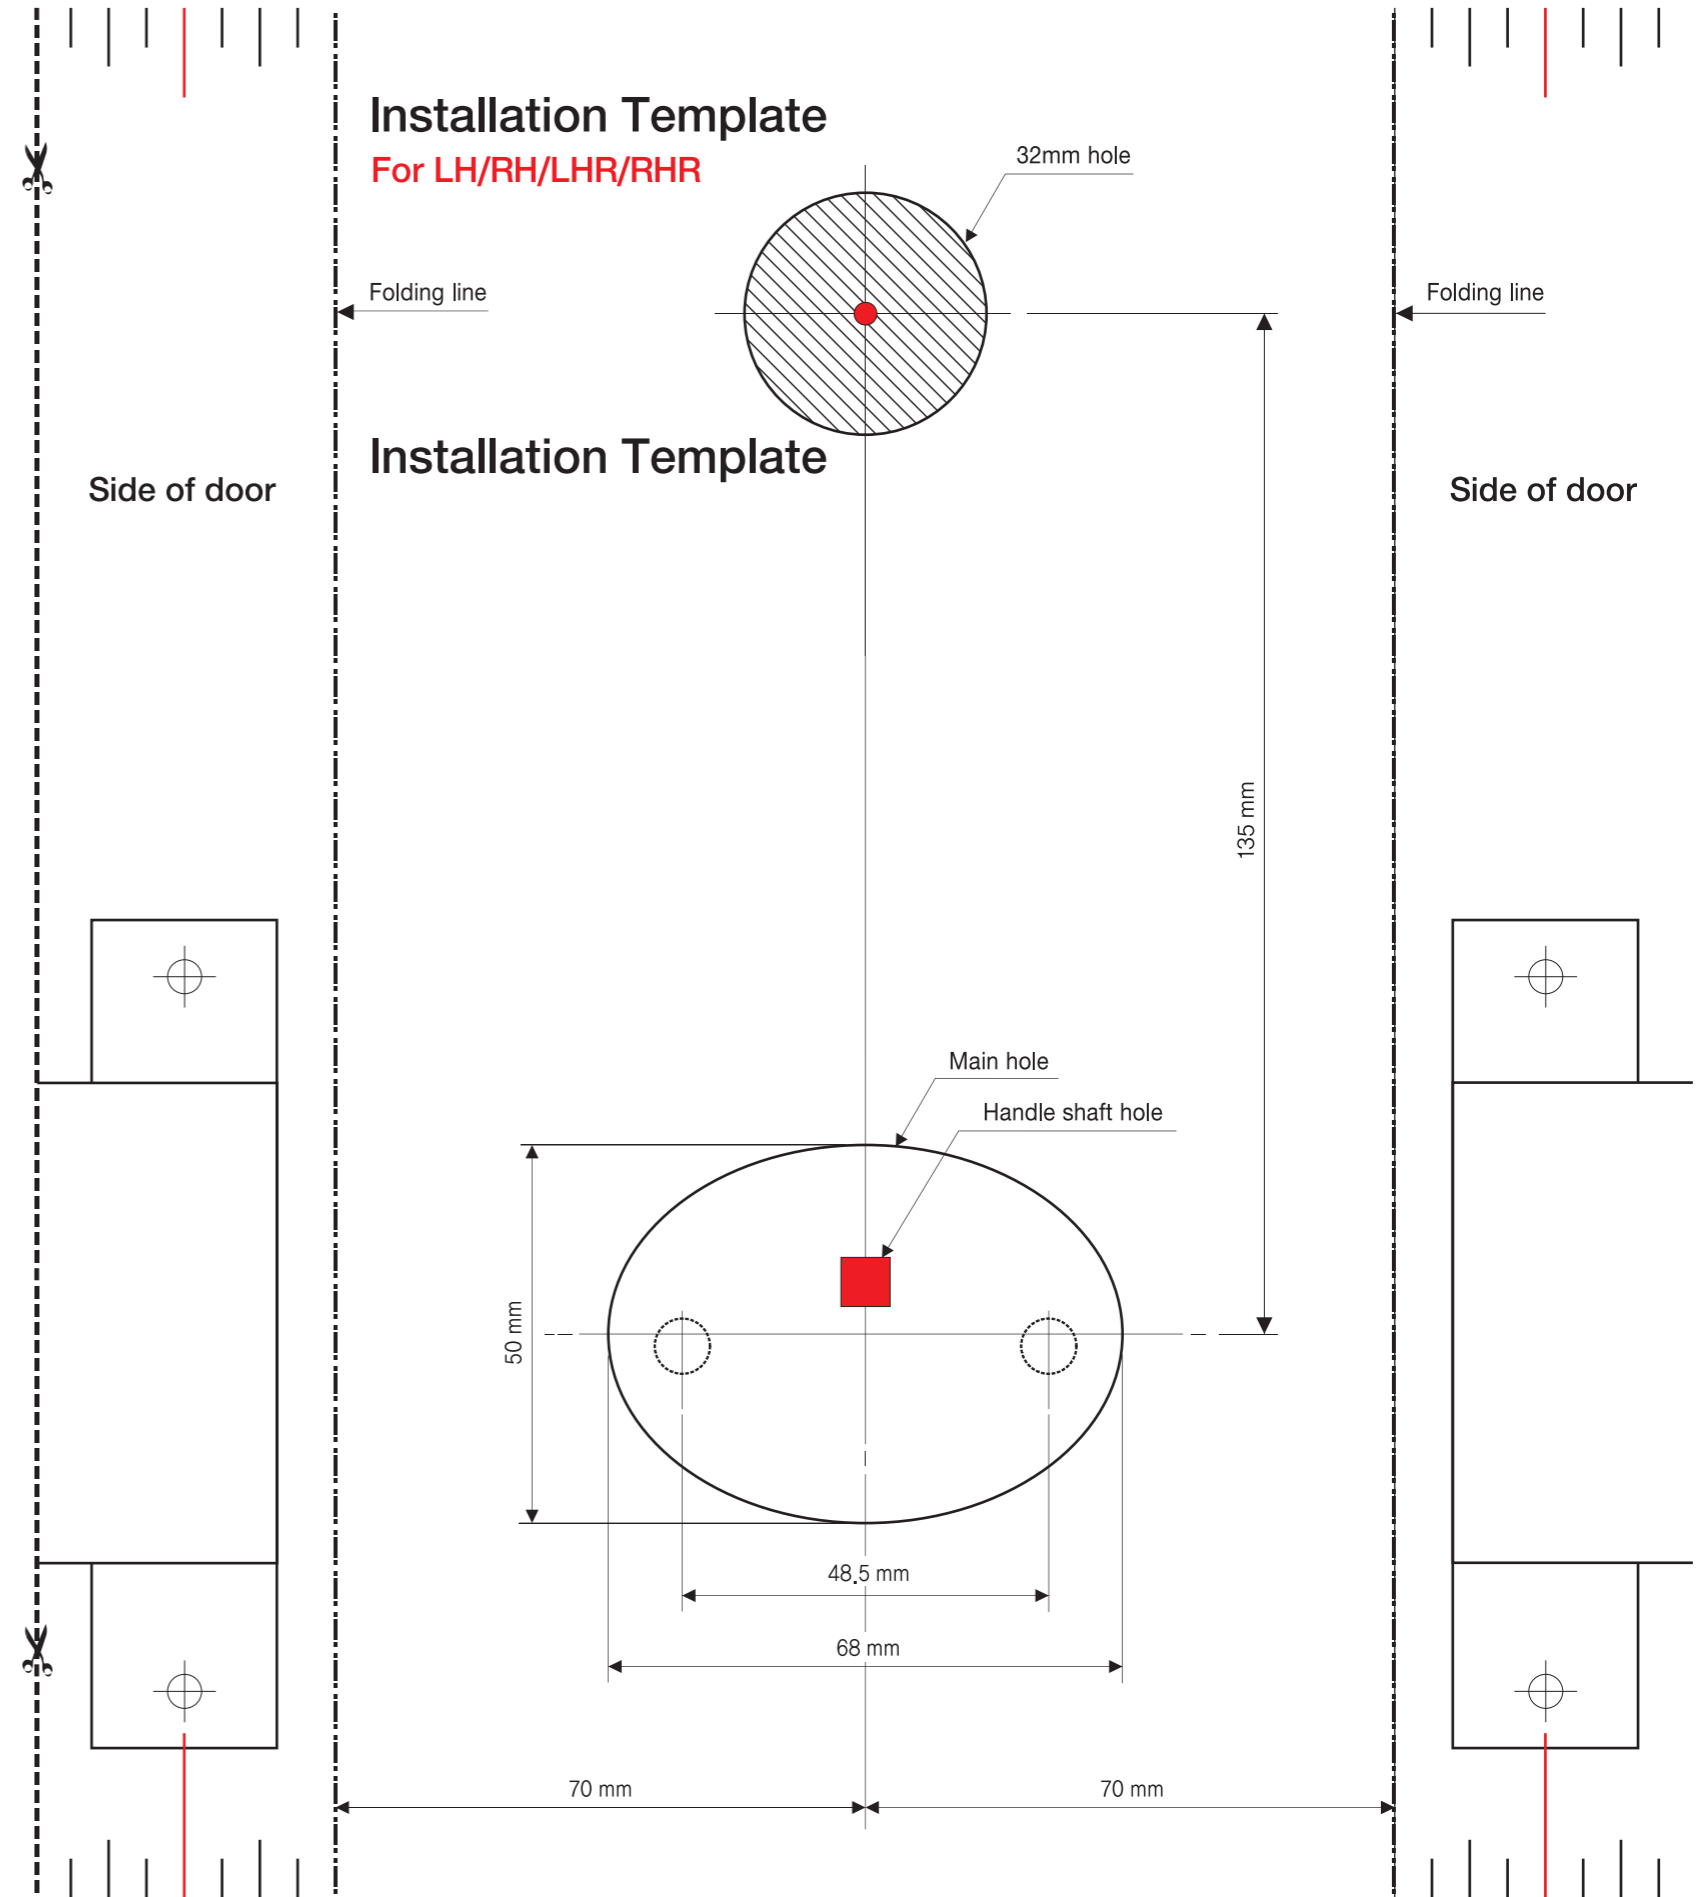 Installation Template
For LH/RH/LHR/RHR
32mm hole
Folding line
Folding line
Installation Template
Side of door
Side of door
135 mm
Main hole
Handle shaft hole
50 mm
48.5 mm
68 mm
70 mm
70 mm